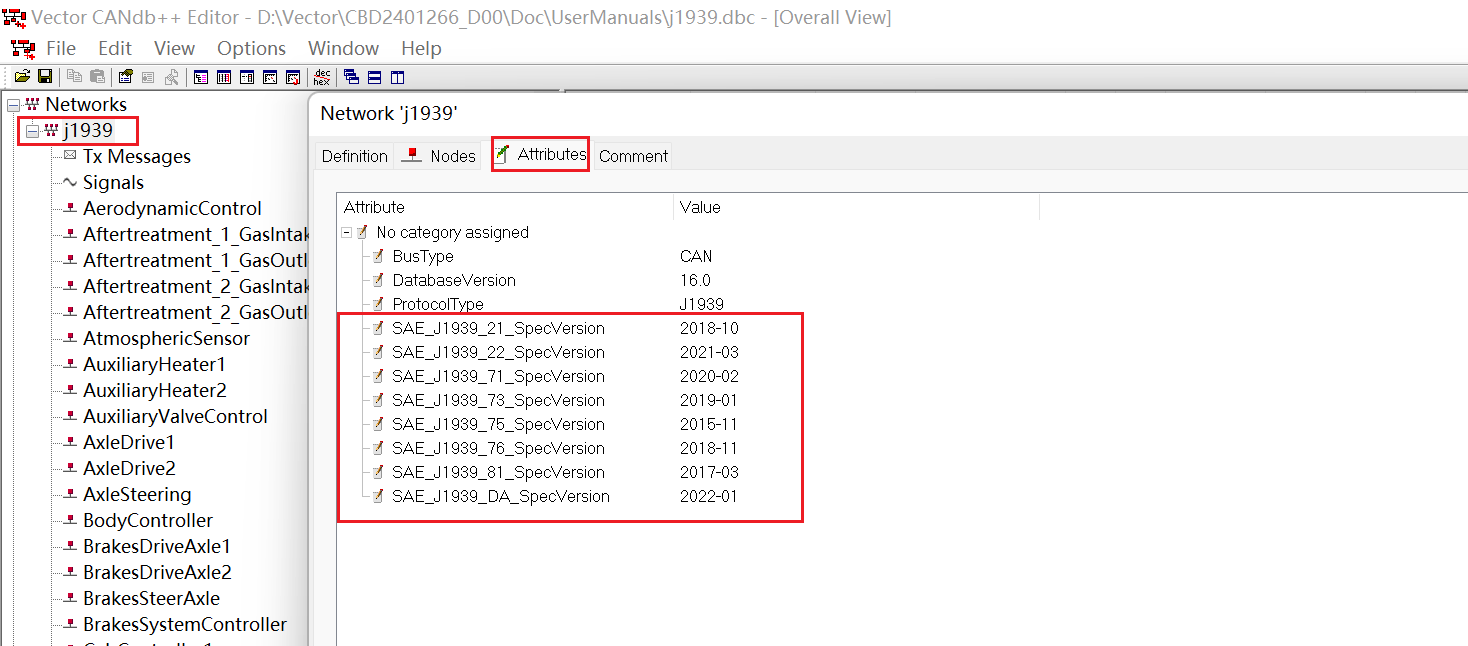 Vector CANdb++ Editor - D:\Vector\CBD2401266_D00\Doc\UserManuals\j1939.dbc - [Overall View]
File Edit View Options Window Help
dec
hex
Networks
j1939
Tx Messages
Signals
AerodynamicControl
Aftertreatment_1_GasIntak
Aftertreatment_1_GasOutl
Aftertreatment_2_GasIntak
Aftertreatment_2_GasOutl
AtmosphericSensor
AuxiliaryHeater1
AuxiliaryHeater2
AuxiliaryValveControl
AxleDrive1
AxleDrive2
AxleSteering
BodyController
BrakesDriveAxle1
BrakesDriveAxle2
BrakesSteerAxle
BrakesSystemController
Network 'j1939'
Definition Nodes Attributes Comment
Attribute Value
No category assigned
BusType CAN
DatabaseVersion 16.0
ProtocolType J1939
SAE_J1939_21_SpecVersion 2018-10
SAE_J1939_22_SpecVersion 2021-03
SAE_J1939_71_SpecVersion 2020-02
SAE_J1939_73_SpecVersion 2019-01
SAE_J1939_75_SpecVersion 2015-11
SAE_J1939_76_SpecVersion 2018-11
SAE_J1939_81_SpecVersion 2017-03
SAE_J1939_DA_SpecVersion 2022-01